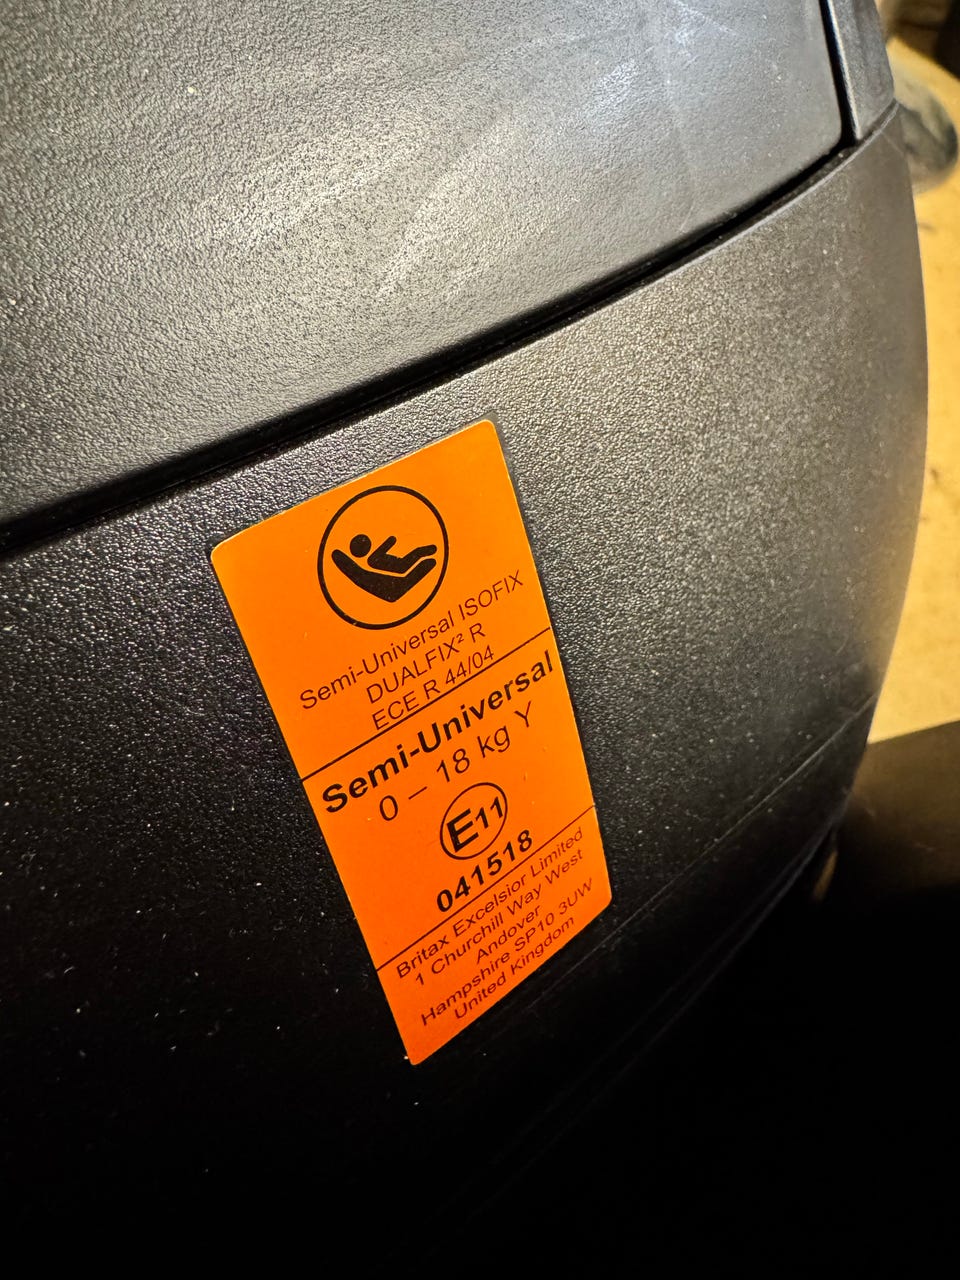 Semi-Universal ISOFIX
DUALFIX² R
ECE R 44/04
Semi-Universal
0 – 18 kg Y
E11
041518
Britax Excelsior Limited
1 Churchill Way West
Andover
Hampshire SP10 3UW
United Kingdom